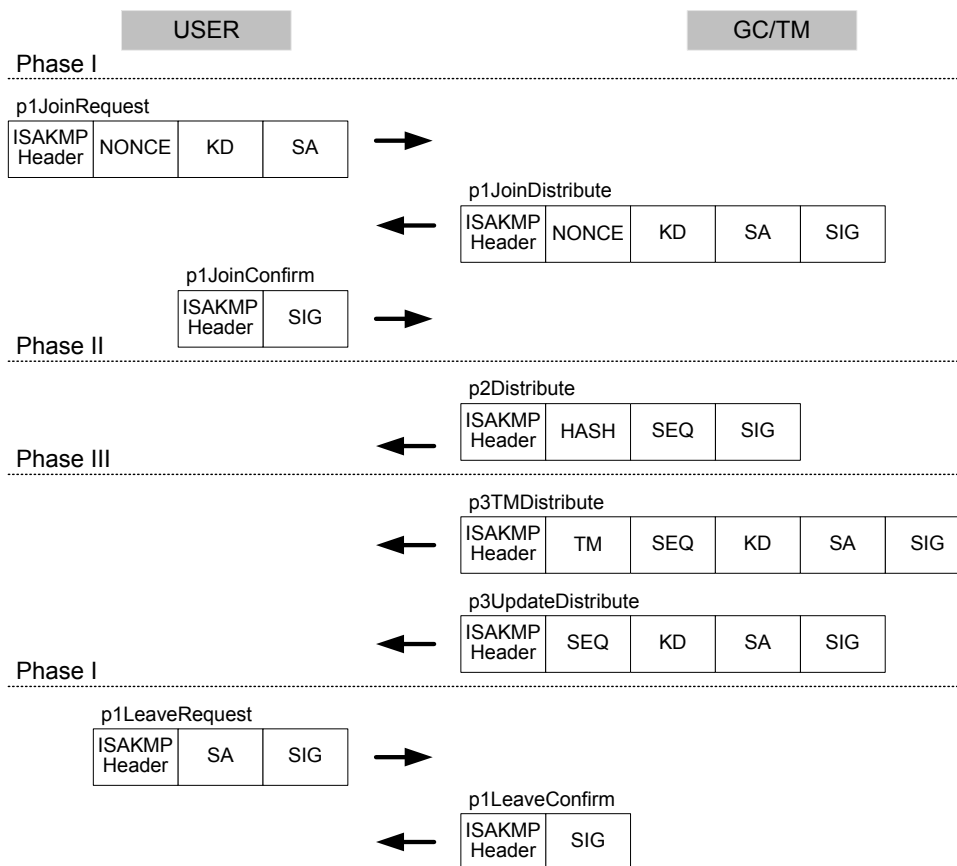 USER GC/TM
Phase I
p1JoinRequest
ISAKMP Header NONCE KD SA
p1JoinDistribute
ISAKMP Header NONCE KD SA SIG
p1JoinConfirm
ISAKMP Header SIG
Phase II
p2Distribute
ISAKMP Header HASH SEQ SIG
Phase III
p3TMDistribute
ISAKMP Header TM SEQ KD SA SIG
p3UpdateDistribute
ISAKMP Header SEQ KD SA SIG
Phase I
p1LeaveRequest
ISAKMP Header SA SIG
p1LeaveConfirm
ISAKMP Header SIG